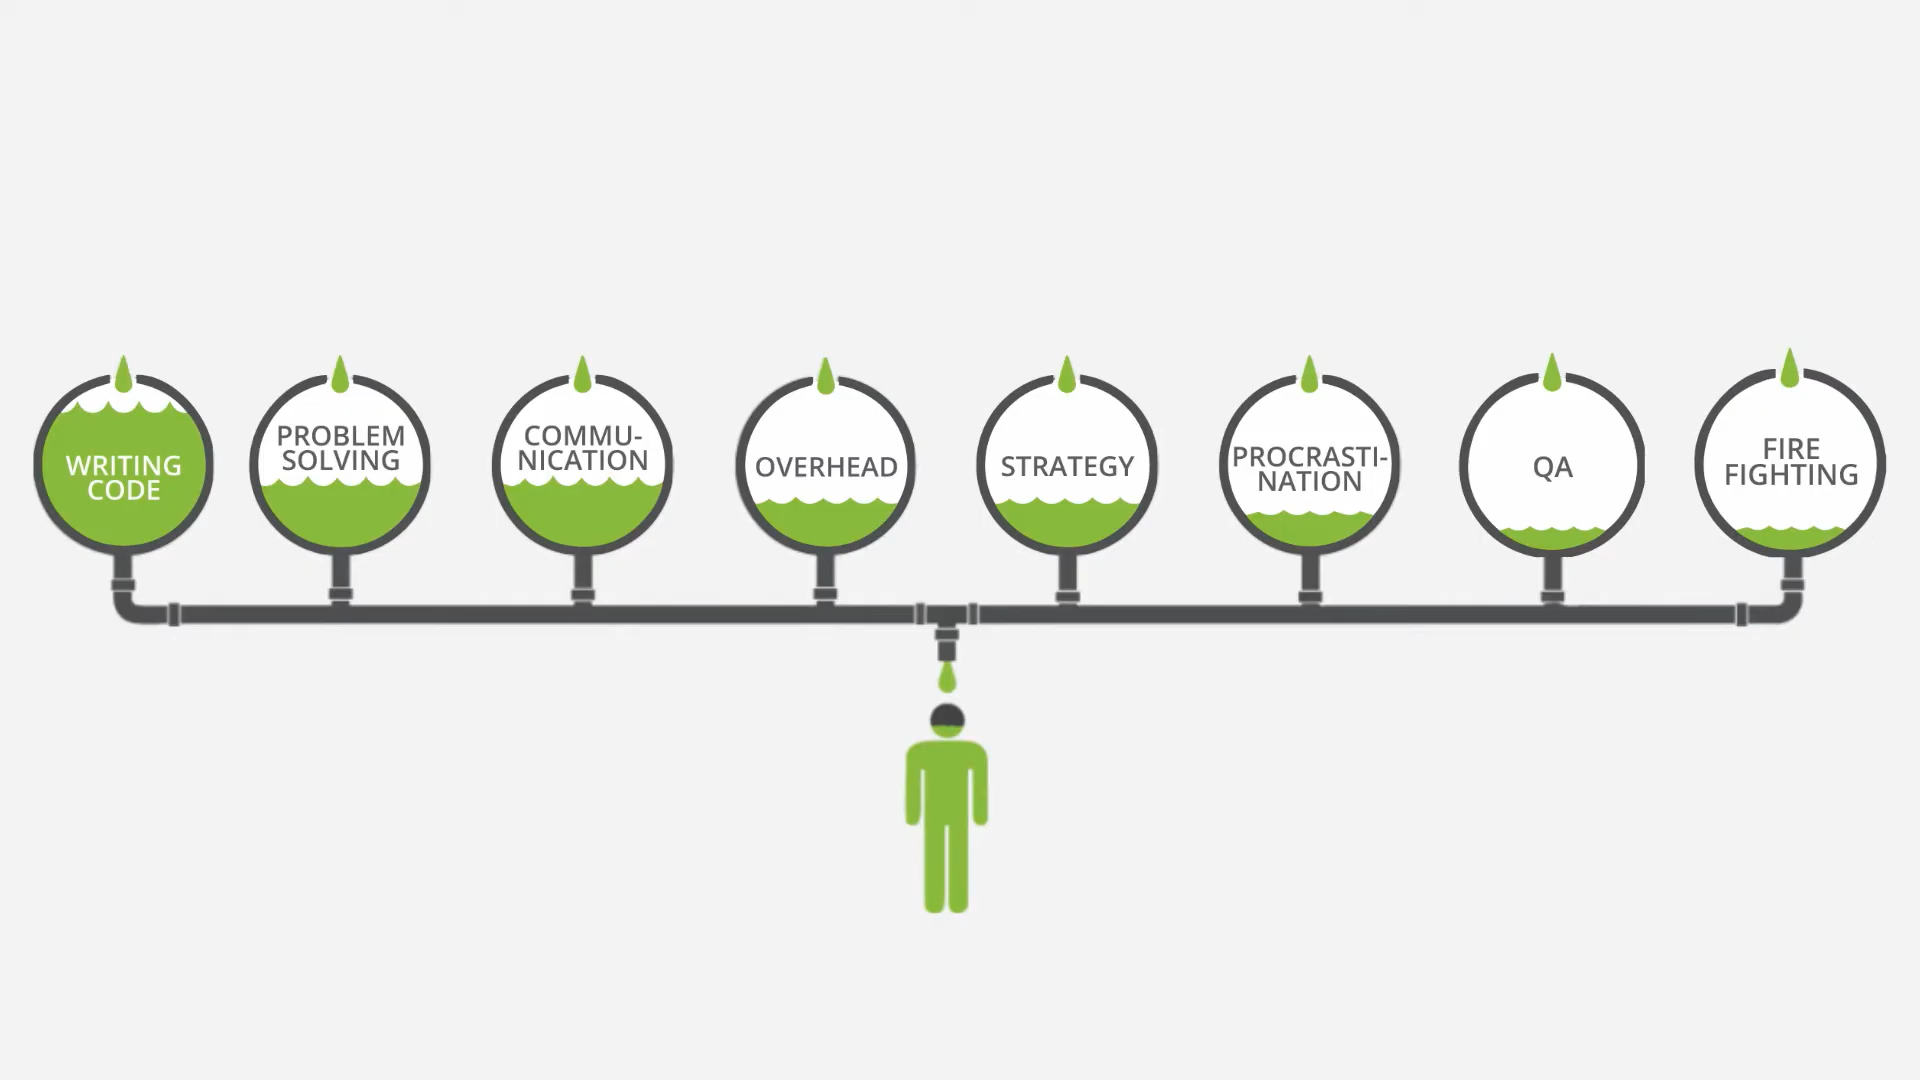 WRITING
CODE
PROBLEM
SOLVING
COMMU-
NICATION
OVERHEAD
STRATEGY
PROCRASTI-
NATION
QA
FIRE
FIGHTING